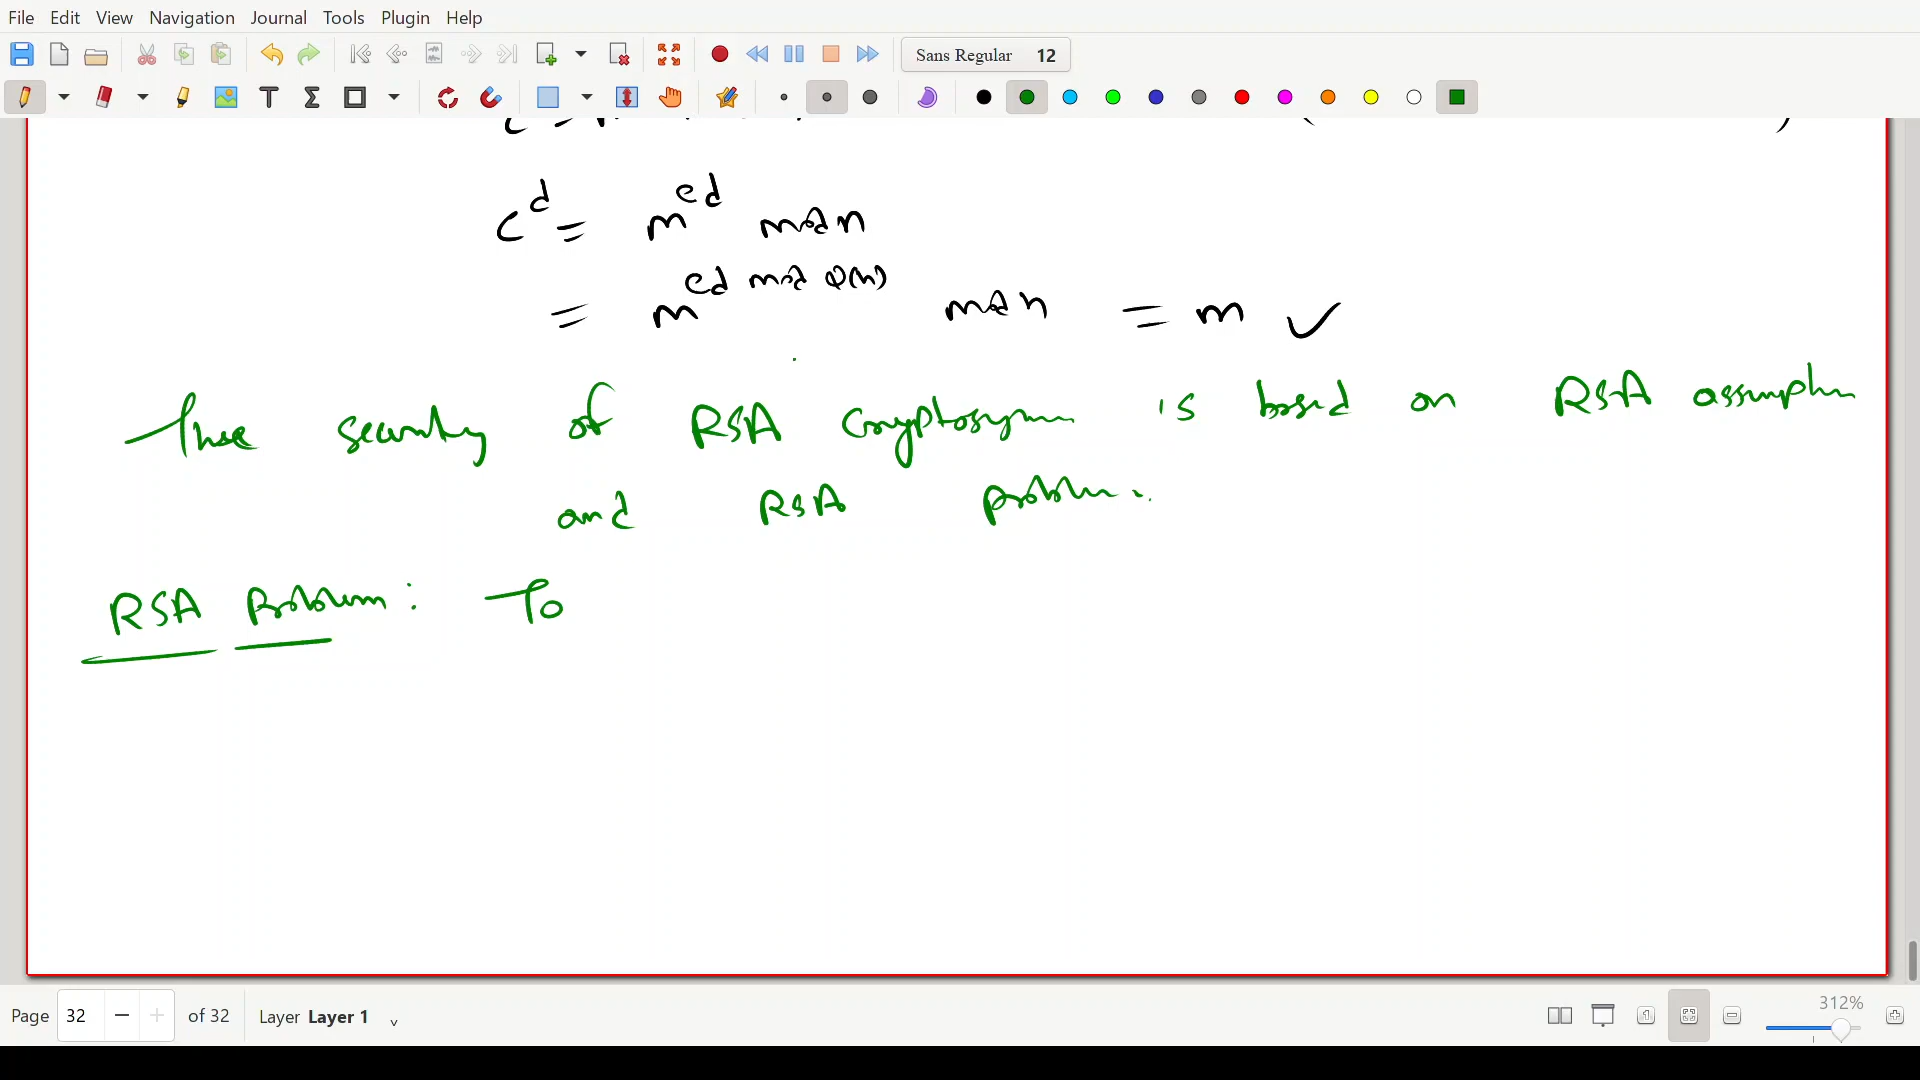 File Edit View Navigation Journal Tools Plugin Help
Sans Regular 12
c^d = m^ed mod n
= m^ed mod φ(n) mod n = m ✓
security of RSA Cryptosystem is based on RSA assumption
and RSA problem.
RSA Problem: To
Page 32 of 32 Layer Layer 1 312%